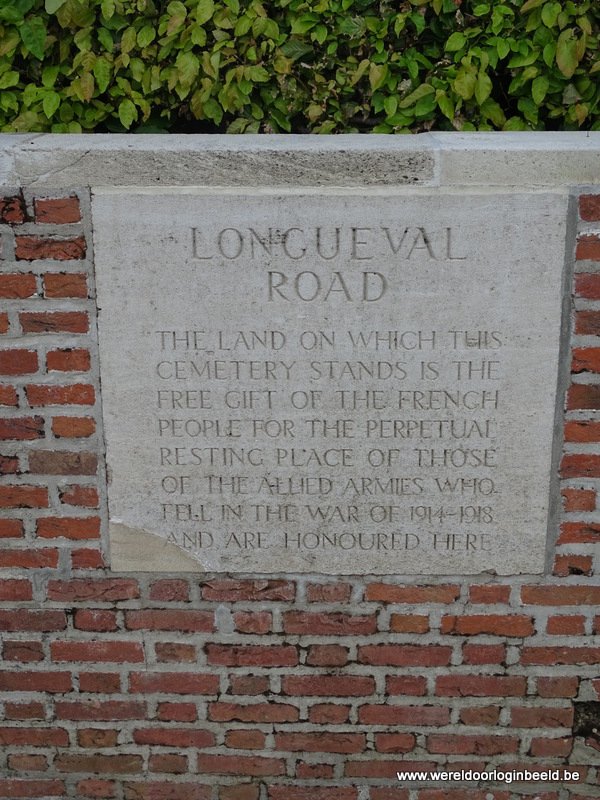 LONGUEVAL
ROAD
THE LAND ON WHICH THIS
CEMETERY STANDS IS THE
FREE GIFT OF THE FRENCH
PEOPLE FOR THE PERPETUAL
RESTING PLACE OF THOSE
OF THE ALLIED ARMIES WHO
FELL IN THE WAR OF 1914-1918
AND ARE HONOURED HERE
www.wereldoorloginbeeld.be